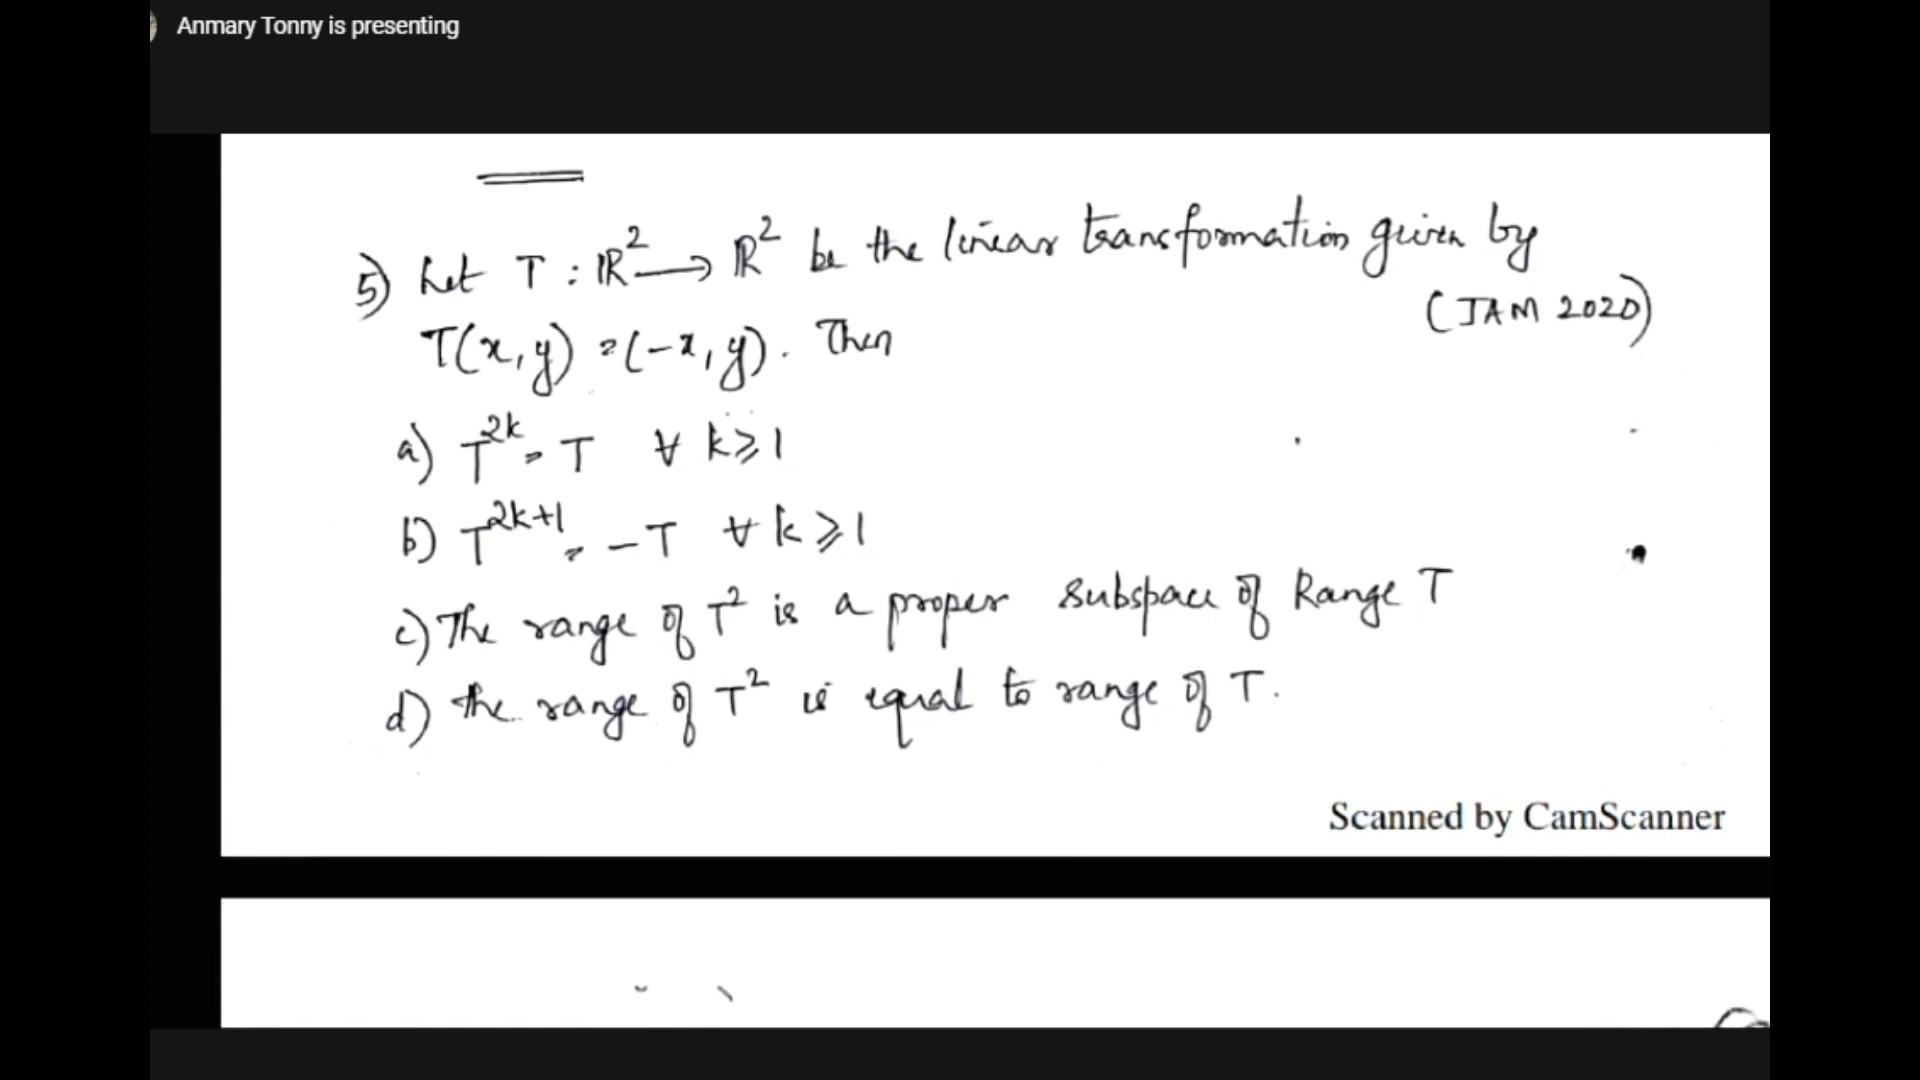 Anmary Tonny is presenting
5) Let T : ℝ² → ℝ² be the linear transformation given by
(JAM 2020)
T(x, y) = (-x, y). Then
a) T^{2k} = T ∀ k ≥ 1
b) T^{2k+1} = -T ∀ k ≥ 1
c) The range of T² is a proper subspace of Range T
d) the range of T² is equal to range of T.
Scanned by CamScanner